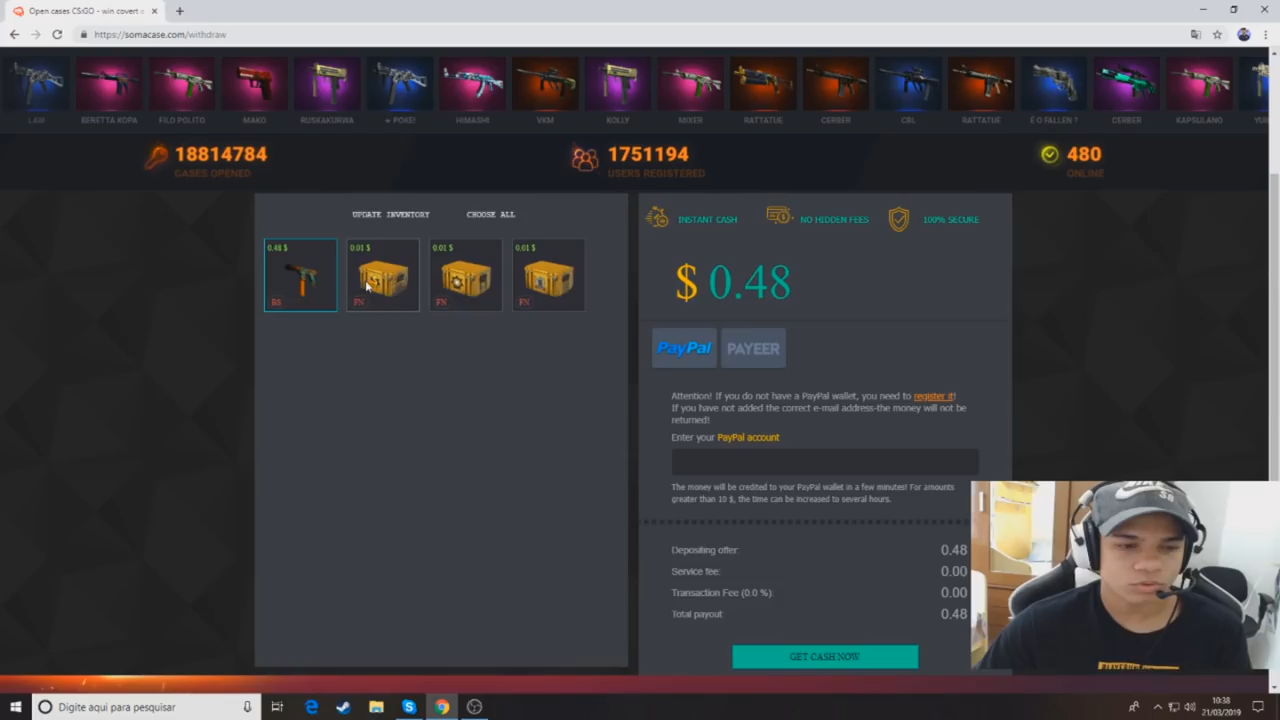 Open cases CS:GO - win covert a
https://somacase.com/withdraw
LAW
BERETTA KOPA
FILO POLITO
MAKO
RUSKAKURWA
+ POKE!
HIMASHI
VKM
ROLLY
MIXER
RATTATUE
CERBER
CBL
RATTATUE
É O FALLEN ?
CERBER
KAPSULANO
18814784
CASES OPENED
1751194
USERS REGISTERED
480
ONLINE
UPDATE INVENTORY
CHOOSE ALL
0.48 $
BS
0.01 $
FN
0.01 $
FN
0.01 $
FN
INSTANT CASH
NO HIDDEN FEES
100% SECURE
$ 0.48
PayPal
PAYEER
Attention! If you do not have a PayPal wallet, you need to register it!
If you have not added the correct e-mail address-the money will not be
returned!
Enter your PayPal account
The money will be credited to your PayPal wallet in a few minutes! For amounts
greater than 10 $, the time can be increased to several hours.
Depositing offer: 0.48
Service fee: 0.00
Transaction Fee (0.0 %): 0.00
Total payout: 0.48
GET CASH NOW
Digite aqui para pesquisar
10:38
21/03/2019